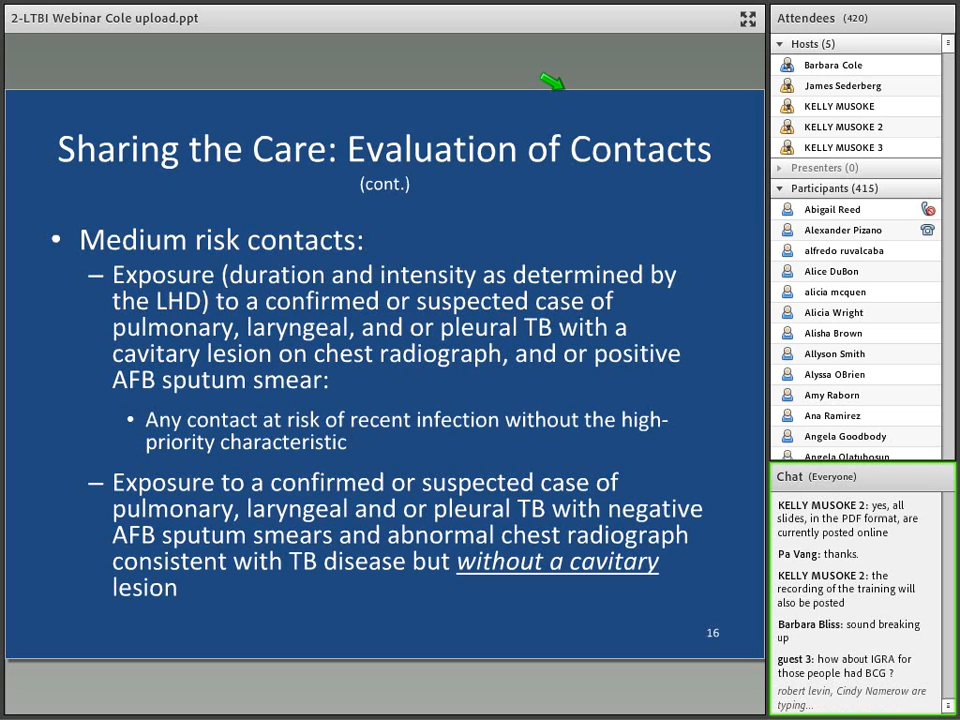 2-LTBI Webinar Cole upload.ppt
Sharing the Care: Evaluation of Contacts
(cont.)
• Medium risk contacts:
– Exposure (duration and intensity as determined by
the LHD) to a confirmed or suspected case of
pulmonary, laryngeal, and or pleural TB with a
cavitary lesion on chest radiograph, and or positive
AFB sputum smear:
• Any contact at risk of recent infection without the high-
priority characteristic
– Exposure to a confirmed or suspected case of
pulmonary, laryngeal and or pleural TB with negative
AFB sputum smears and abnormal chest radiograph
consistent with TB disease but without a cavitary
lesion
16
Attendees (420)
Hosts (5)
Barbara Cole
James Sederberg
KELLY MUSOKE
KELLY MUSOKE 2
KELLY MUSOKE 3
Presenters (0)
Participants (415)
Abigail Reed
Alexander Pizano
alfredo ruvalcaba
Alice DuBon
alicia mcquen
Alicia Wright
Alisha Brown
Allyson Smith
Alyssa OBrien
Amy Raborn
Ana Ramirez
Angela Goodby
Angela Olatubosun
Chat (Everyone)
KELLY MUSOKE 2: yes, all
slides, in the PDF format, are
currently posted online
Pa Vang: thanks.
KELLY MUSOKE 2: the
recording of the training will
also be posted
Barbara Bliss: sound breaking
up
guest 3: how about IGRA for
those people had BCG ?
robert levin, Cindy Namerow are
typing...